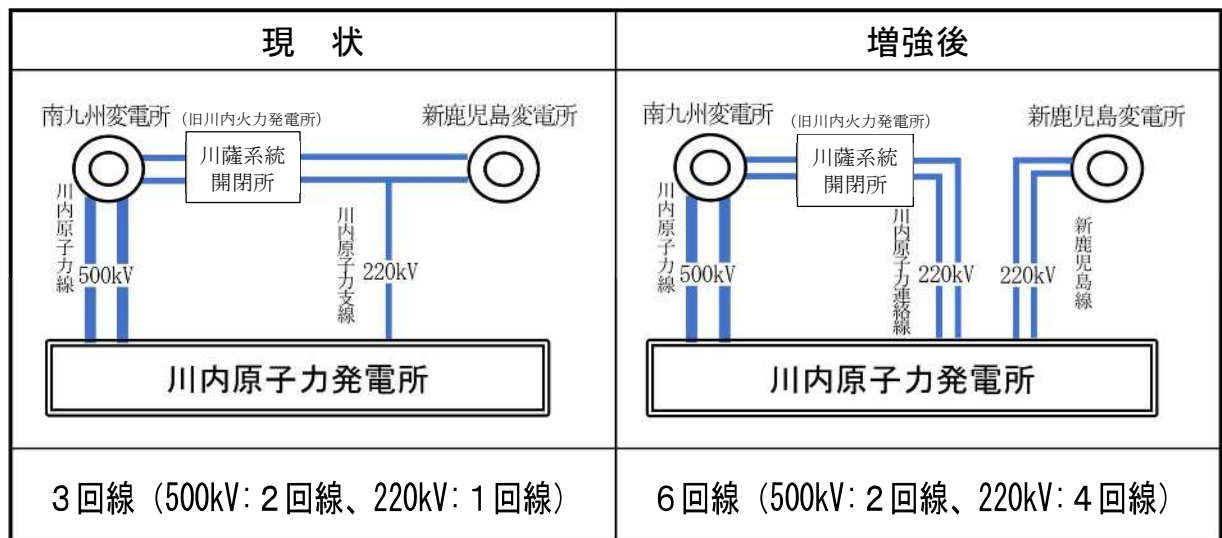 現　状
南九州変電所
（旧川内火力発電所）
新鹿児島変電所
川薩系統
開閉所
川内原子力線
500kV
川内原子力支線
220kV
川内原子力発電所
３回線（500kV：２回線、220kV：１回線）
増強後
南九州変電所
（旧川内火力発電所）
新鹿児島変電所
川薩系統
開閉所
川内原子力線
500kV
川内原子力連絡線
220kV
220kV
新鹿児島線
川内原子力発電所
６回線（500kV：２回線、220kV：４回線）